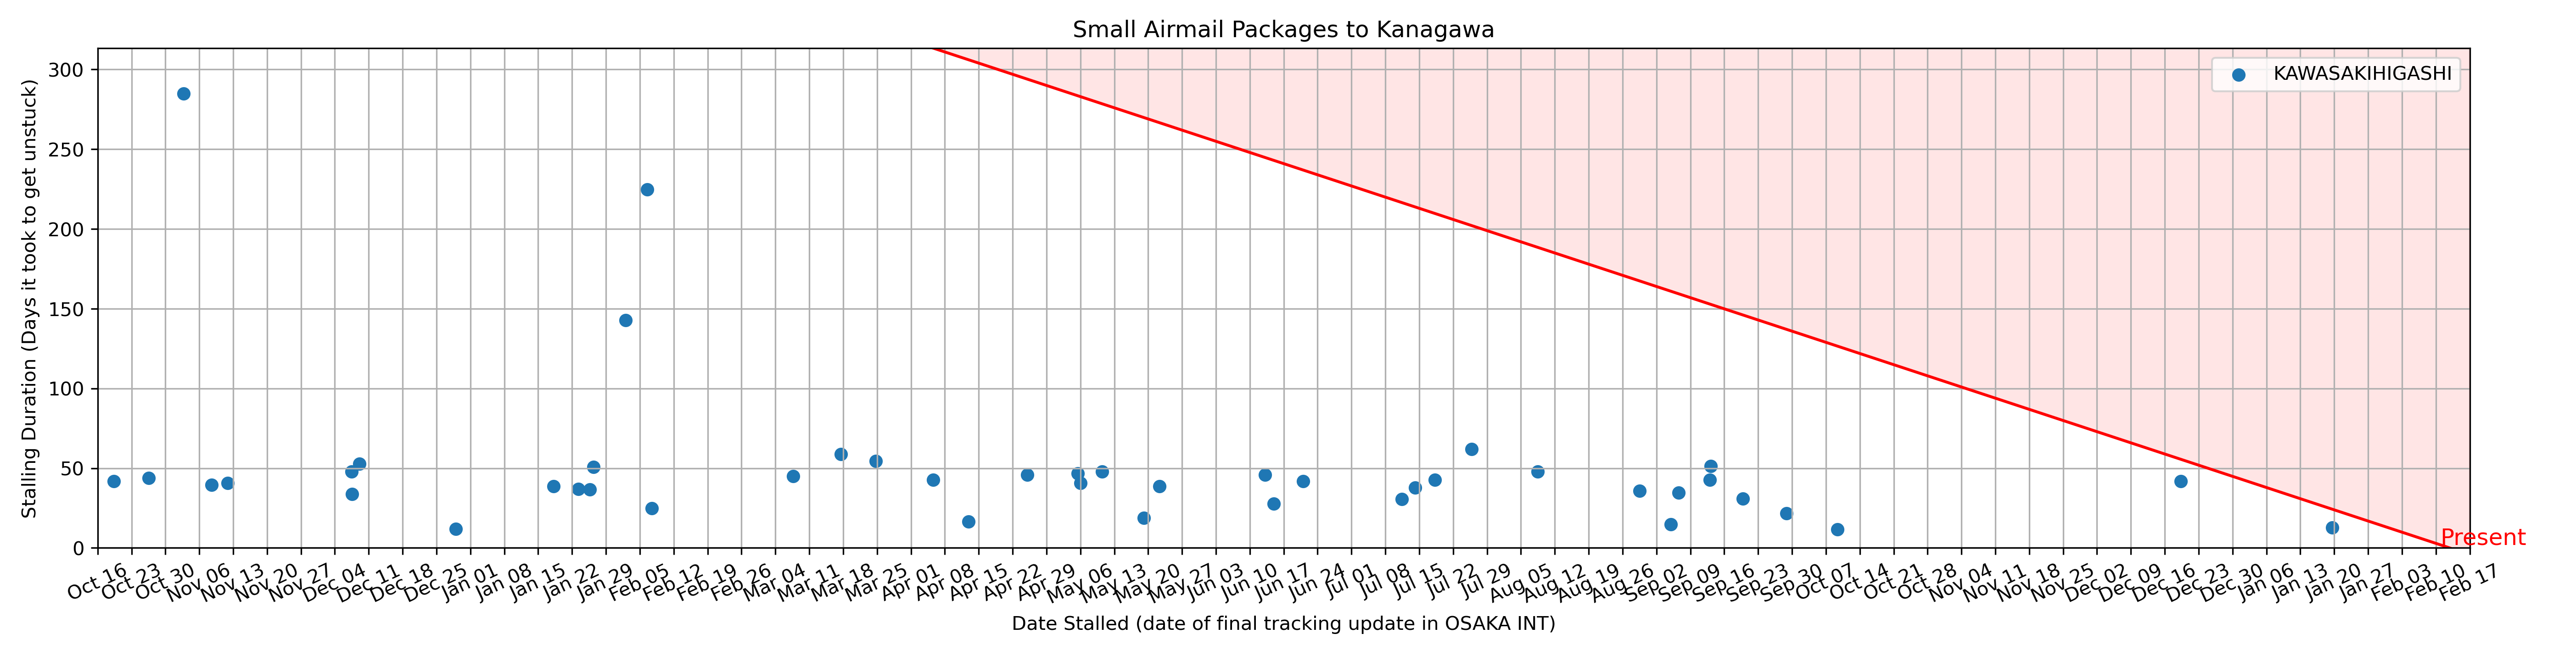 Small Airmail Packages to Kanagawa
KAWASAKIHIGASHI
Stalling Duration (Days it took to get unstuck)
300
250
200
150
100
50
0
Present
Oct 16
Oct 23
Oct 30
Nov 06
Nov 13
Nov 20
Nov 27
Dec 04
Dec 11
Dec 18
Dec 25
Jan 01
Jan 08
Jan 15
Jan 22
Jan 29
Feb 05
Feb 12
Feb 19
Feb 26
Mar 04
Mar 11
Mar 18
Mar 25
Apr 01
Apr 08
Apr 15
Apr 22
Apr 29
May 06
May 13
May 20
May 27
Jun 03
Jun 10
Jun 17
Jun 24
Jul 01
Jul 08
Jul 15
Jul 22
Jul 29
Aug 05
Aug 12
Aug 19
Aug 26
Sep 02
Sep 09
Sep 16
Sep 23
Sep 30
Oct 07
Oct 14
Oct 21
Oct 28
Nov 04
Nov 11
Nov 18
Nov 25
Dec 02
Dec 09
Dec 16
Dec 23
Dec 30
Jan 06
Jan 13
Jan 20
Jan 27
Feb 03
Feb 10
Feb 17
Date Stalled (date of final tracking update in OSAKA INT)